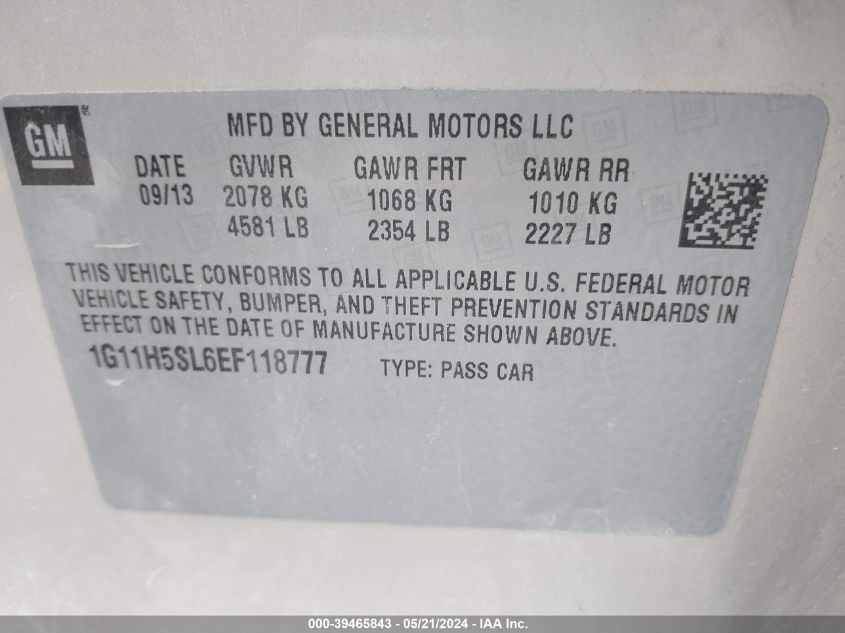 GM ®
MFD BY GENERAL MOTORS LLC
DATE GVWR GAWR FRT GAWR RR
09/13 2078 KG 1068 KG 1010 KG
4581 LB 2354 LB 2227 LB
THIS VEHICLE CONFORMS TO ALL APPLICABLE U.S. FEDERAL MOTOR
VEHICLE SAFETY, BUMPER, AND THEFT PREVENTION STANDARDS IN
EFFECT ON THE DATE OF MANUFACTURE SHOWN ABOVE.
1G11H5SL6EF118777 TYPE: PASS CAR
000-39465843 / 05/21/2024 - IAA Inc.